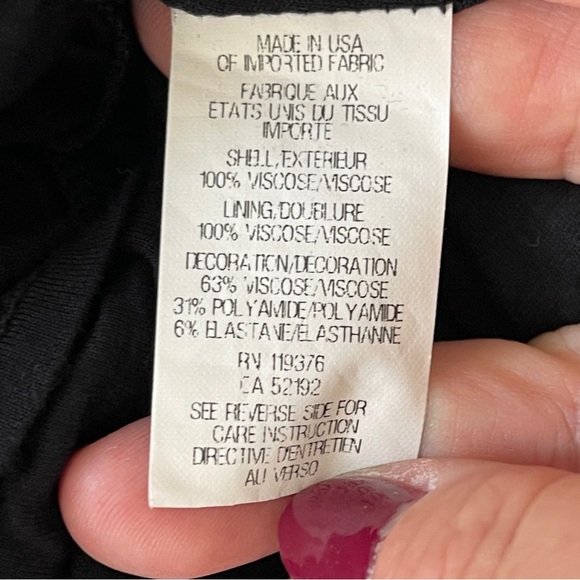 MADE IN USA
OF IMPORTED FABRIC
FABRIQUE AUX
ETATS UNIS DU TISSU
IMPORTE
SHELL/EXTERIEUR
100% VISCOSE/VISCOSE
LINING/DOUBLURE
100% VISCOSE/VISCOSE
DECORATION/DECORATION
63% VISCOSE/VISCOSE
31% POLYAMIDE/POLYAMIDE
6% ELASTANE/ELASTHANNE
RN 119376
CA 52192
SEE REVERSE SIDE FOR
CARE INSTRUCTION
DIRECTIVE D'ENTRETIEN
AU VERSO